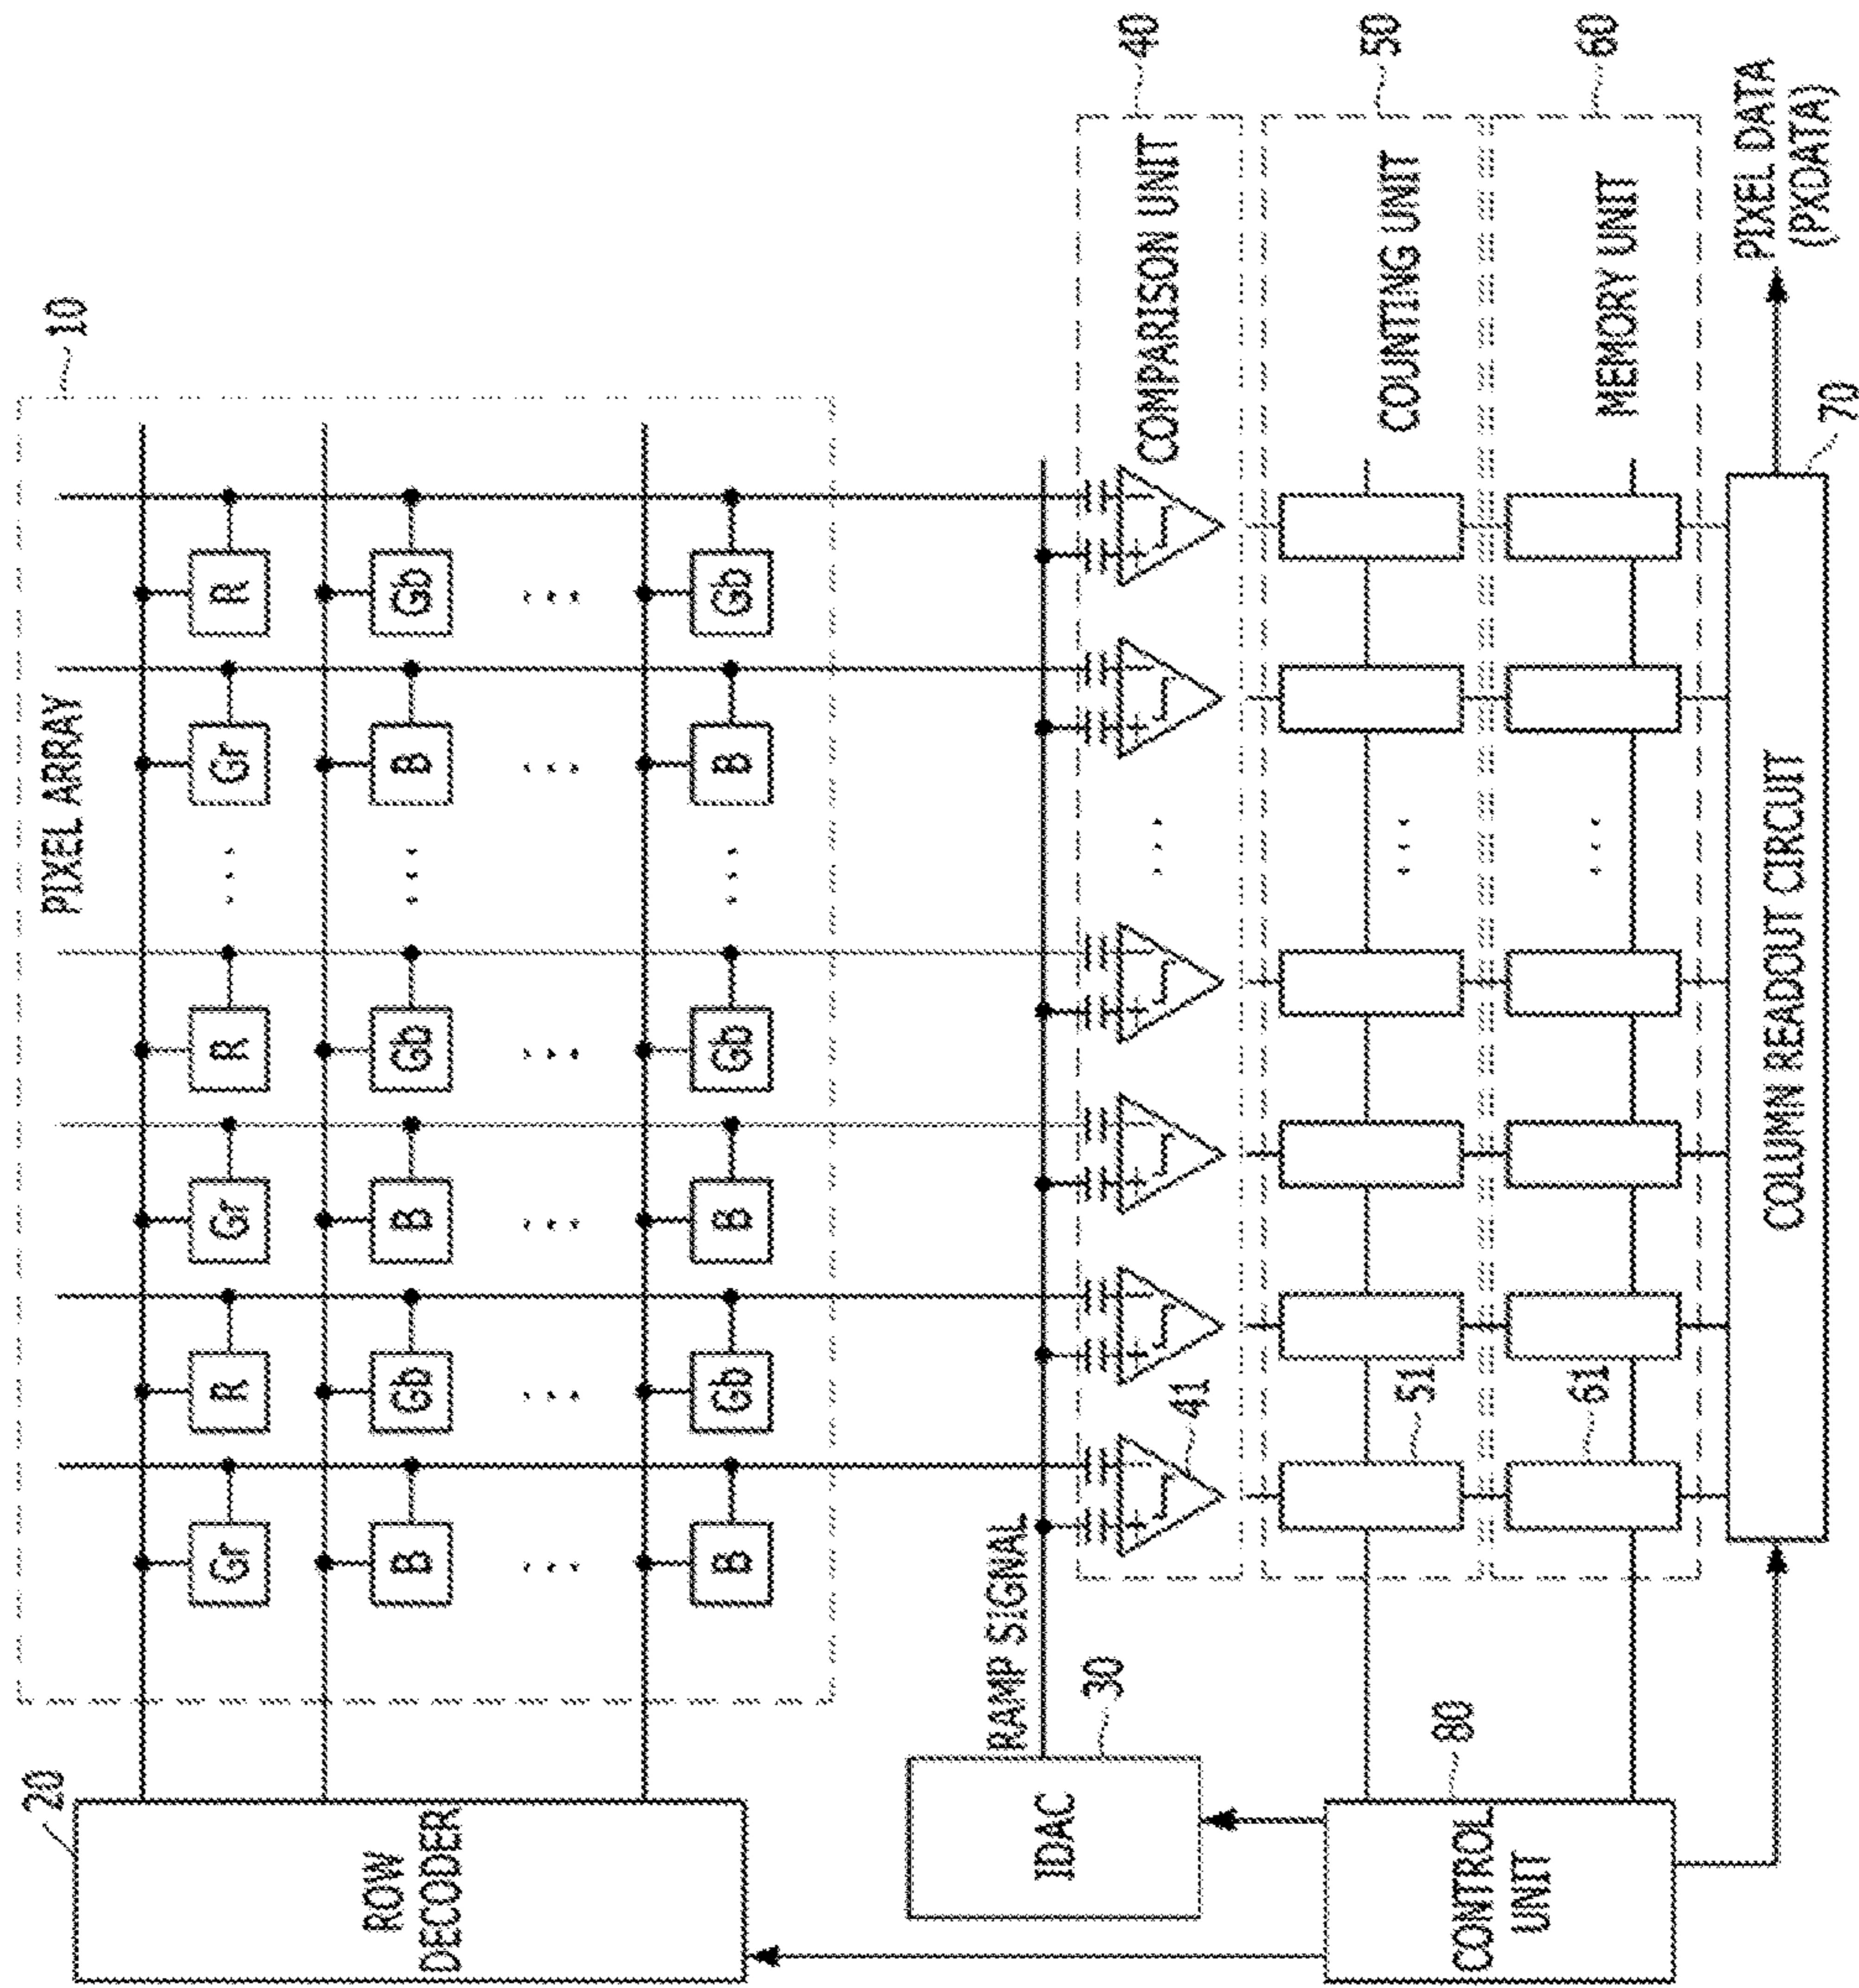 10
PIXEL ARRAY
20
ROW
DECODER
Gr R Gr R ... Gr R
B Gb B Gb ... B Gb
... ... ... ... ... ...
B Gb B Gb ... B Gb
RAMP SIGNAL
IDAC
30
40
COMPARISON UNIT
+ - + - + - + - ... + - + -
41
50
COUNTING UNIT
...
51
60
MEMORY UNIT
...
61
CONTROL
UNIT
80
COLUMN READOUT CIRCUIT
70
PIXEL DATA
(PXDATA)